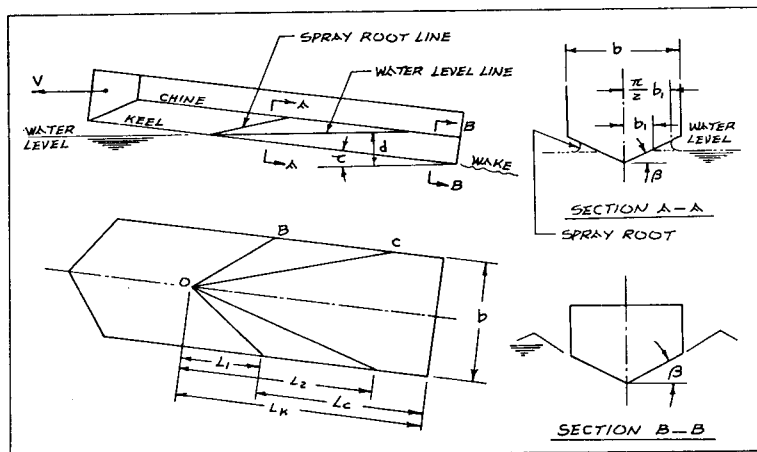 SPRAY ROOT LINE
WATER LEVEL LINE
V
CHINE
KEEL
WATER
LEVEL
A
A
B
B
d
τ
WAKE
b
π/2 b₁
b₁
WATER
LEVEL
β
SECTION A-A
SPRAY ROOT
O
B
C
b
L₁
L₂
Lc
LK
β
SECTION B-B